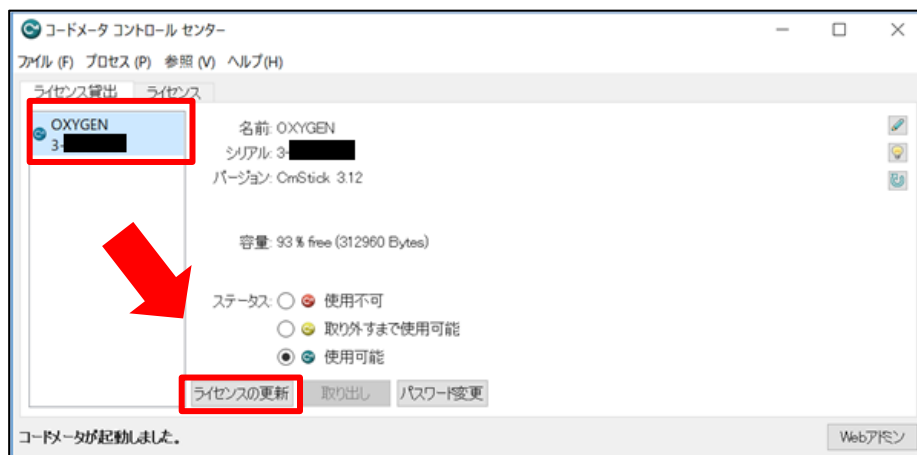 コードメータ コントロール センター
ファイル (F) プロセス (P) 参照 (V) ヘルプ(H)
ライセンス貸出 ライセンス
OXYGEN
3-
名前: OXYGEN
シリアル: 3-
バージョン: CmStick 3.12
容量: 93 % free (312960 Bytes)
ステータス: 使用不可
取り外すまで使用可能
使用可能
ライセンスの更新 取り出し パスワード変更
コードメータが起動しました。
Webアドミン